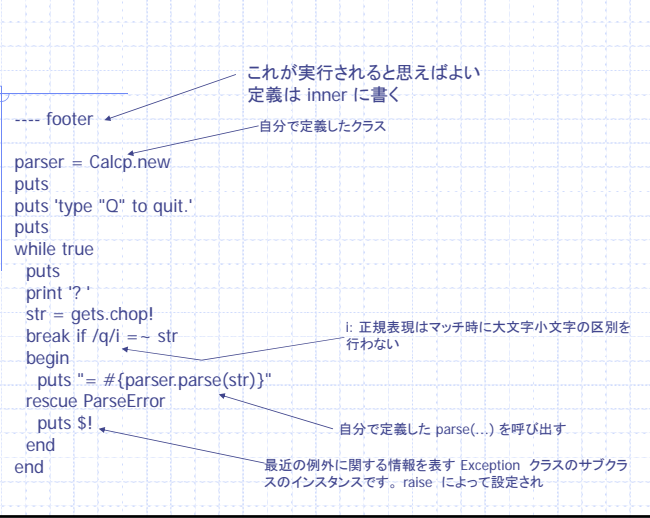 これが実行されると思えばよい
定義は inner に書く
---- footer
自分で定義したクラス
parser = Calcp.new
puts
puts 'type "Q" to quit.'
puts
while true
puts
print '? '
str = gets.chop!
break if /q/i =~ str
i: 正規表現はマッチ時に大文字小文字の区別を
行わない
begin
puts "= #{parser.parse(str)}"
rescue ParseError
puts $!
自分で定義した parse(...) を呼び出す
end
end
最近の例外に関する情報を表す Exception クラスのサブクラ
スのインスタンスです。raise によって設定され